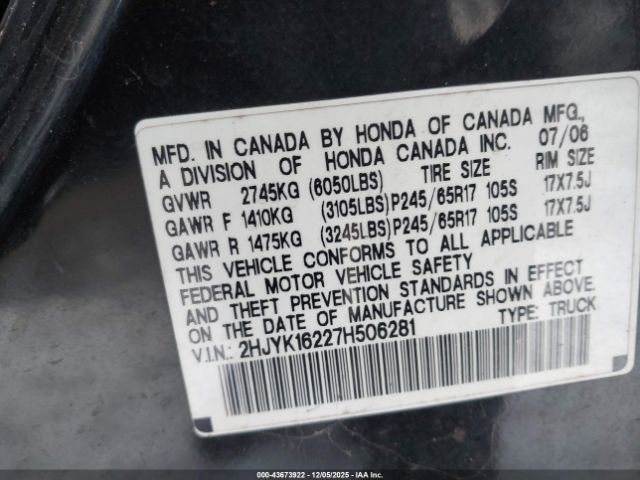 MFD. IN CANADA BY HONDA OF CANADA MFG.,
A DIVISION OF HONDA CANADA INC. 07/06
GVWR 2745KG (6050LBS) TIRE SIZE RIM SIZE
GAWR F 1410KG (3105LBS) P245/65R17 105S 17X7.5J
GAWR R 1475KG (3245LBS) P245/65R17 105S 17X7.5J
THIS VEHICLE CONFORMS TO ALL APPLICABLE
FEDERAL MOTOR VEHICLE SAFETY
AND THEFT PREVENTION STANDARDS IN EFFECT
ON THE DATE OF MANUFACTURE SHOWN ABOVE.
V.I.N.: 2HJYK16227H506281 TYPE: TRUCK
000-43673922 - 12/05/2025 - IAAI.COM